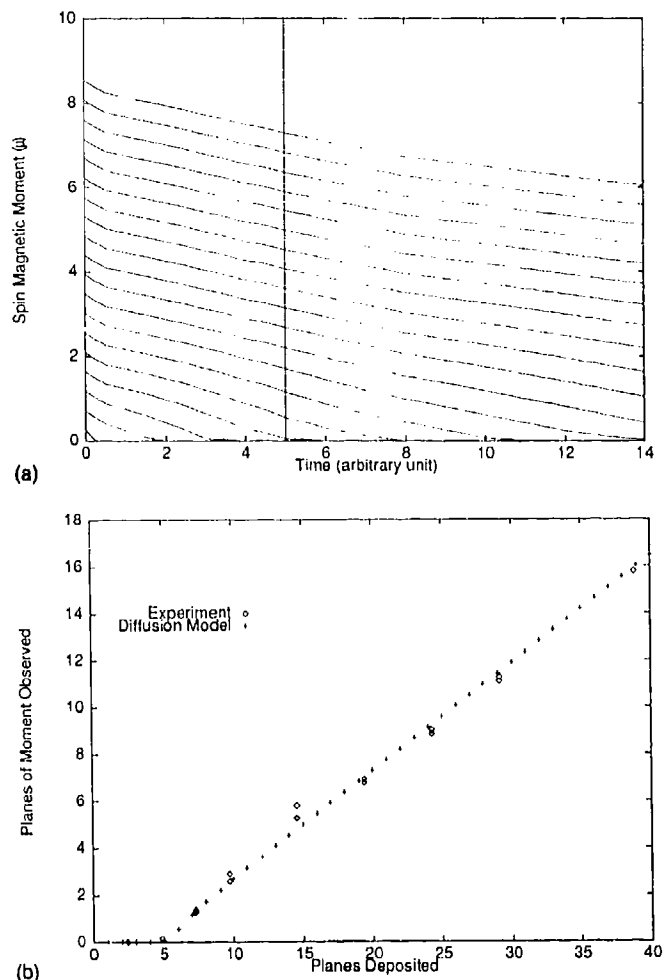 10
8
6
4
2
0
Spin Magnetic Moment (μ)
0 2 4 6 8 10 12 14
Time (arbitrary unit)
(a)
18
16
14
12
10
8
6
4
2
0
Planes of Moment Observed
Experiment
Diffusion Model
0 5 10 15 20 25 30 35 40
Planes Deposited
(b)